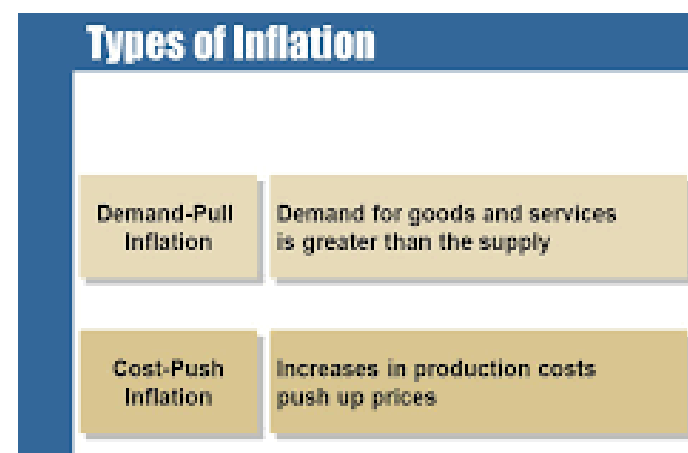 Types of Inflation
Demand-Pull
Inflation
Demand for goods and services
is greater than the supply
Cost-Push
Inflation
Increases in production costs
push up prices